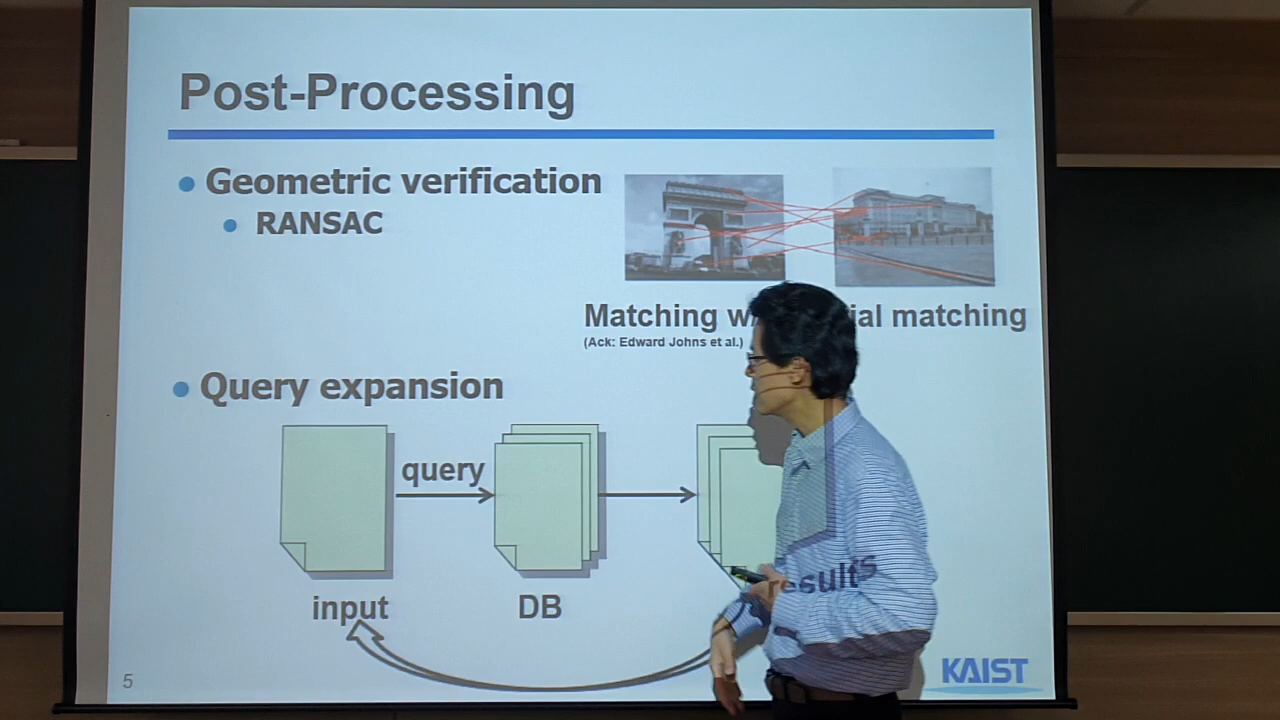 Post-Processing
Geometric verification
RANSAC
Matching w ial matching
(Ack: Edward Johns et al.)
Query expansion
query
results
input
DB
5
KAIST